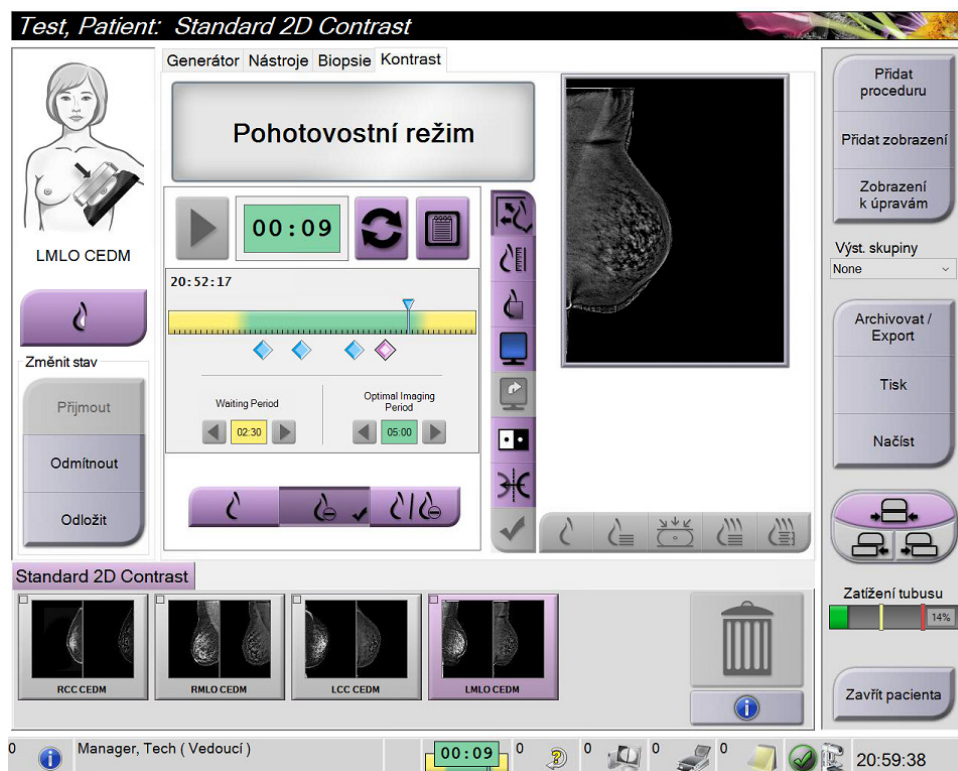 Test, Patient:  Standard 2D Contrast
Generátor Nástroje Biopsie Kontrast
Pohotovostní režim
LMLO CEDM
00:09
20:52:17
Waiting Period
02:30
Optimal Imaging
Period
05:00
Změnit stav
Přijmout
Odmítnout
Odložit
Přidat
proceduru
Přidat zobrazení
Zobrazení
k úpravám
Výst. skupiny
None
Archivovat /
Export
Tisk
Načíst
Zatížení tubusu
14%
Zavřít pacienta
Standard 2D Contrast
RCC CEDM
RMLO CEDM
LCC CEDM
LMLO CEDM
0 Manager, Tech ( Vedoucí ) 00:09 0 0 0 0 20:59:38